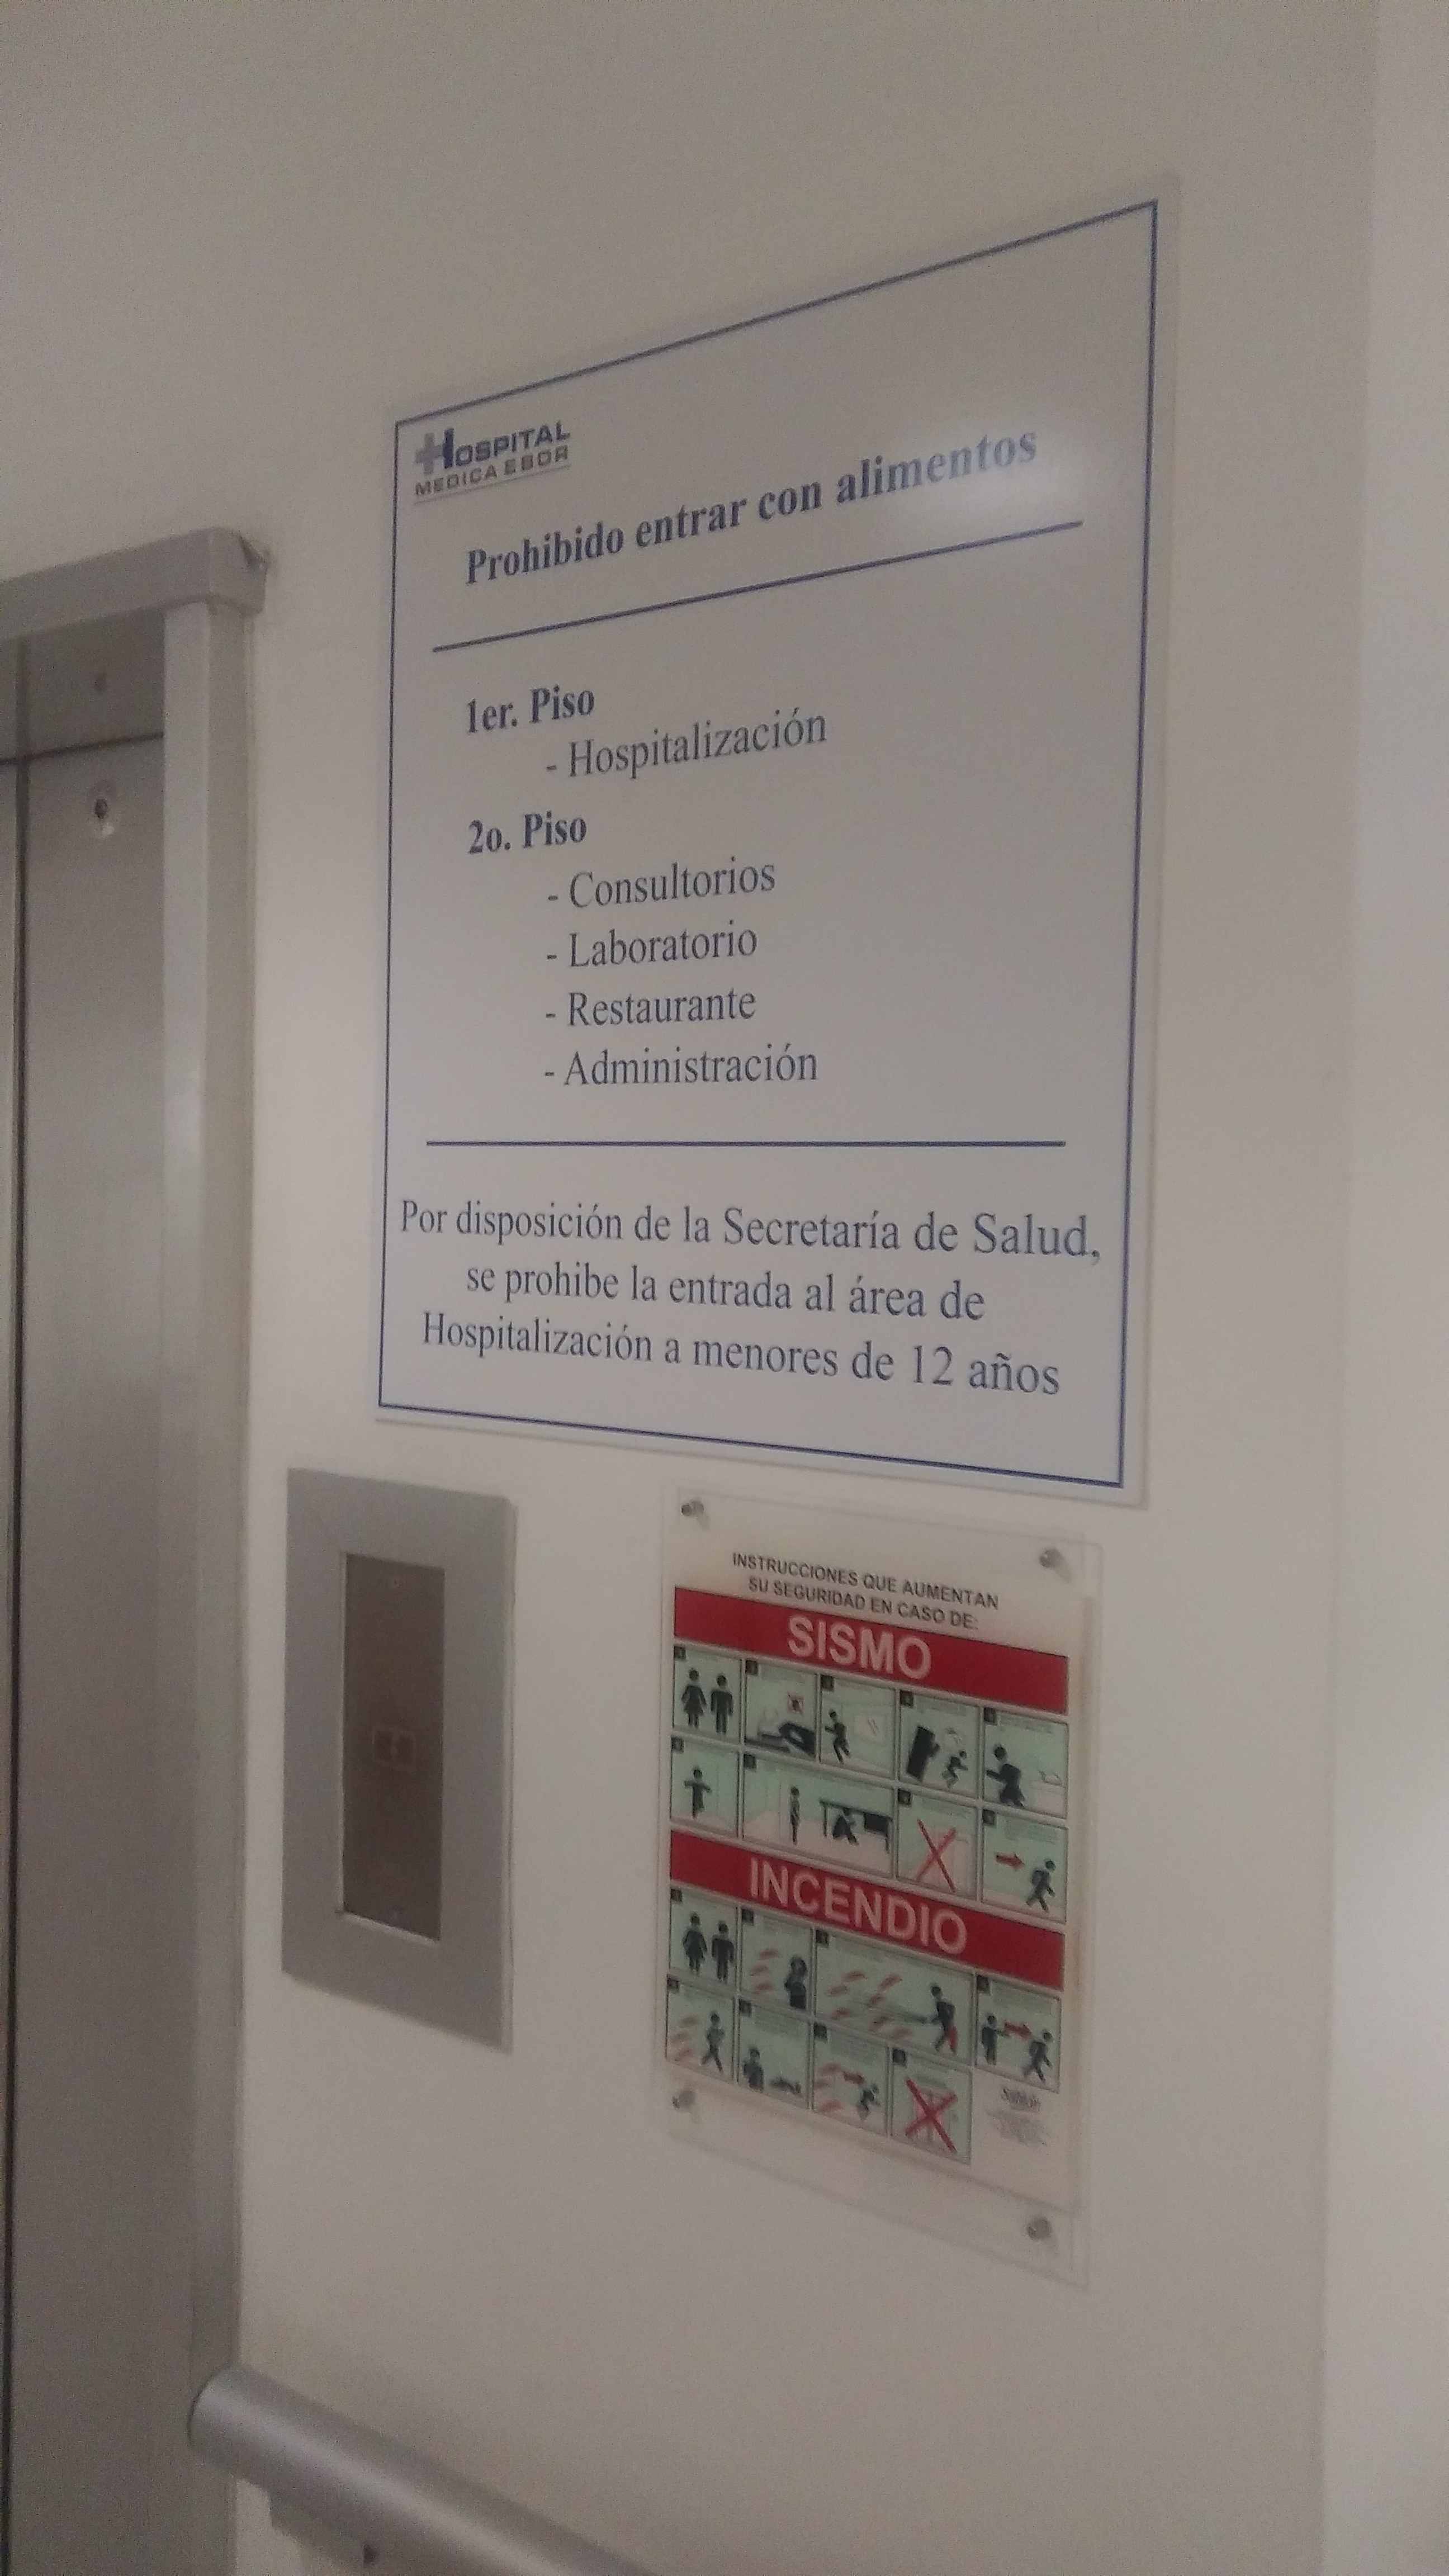 HOSPITAL
MEDICA EBOR
Prohibido entrar con alimentos
1er. Piso
- Hospitalización
2o. Piso
- Consultorios
- Laboratorio
- Restaurante
- Administración
Por disposición de la Secretaría de Salud,
se prohibe la entrada al área de
Hospitalización a menores de 12 años
INSTRUCCIONES QUE AUMENTAN
SU SEGURIDAD EN CASO DE:
SISMO
INCENDIO